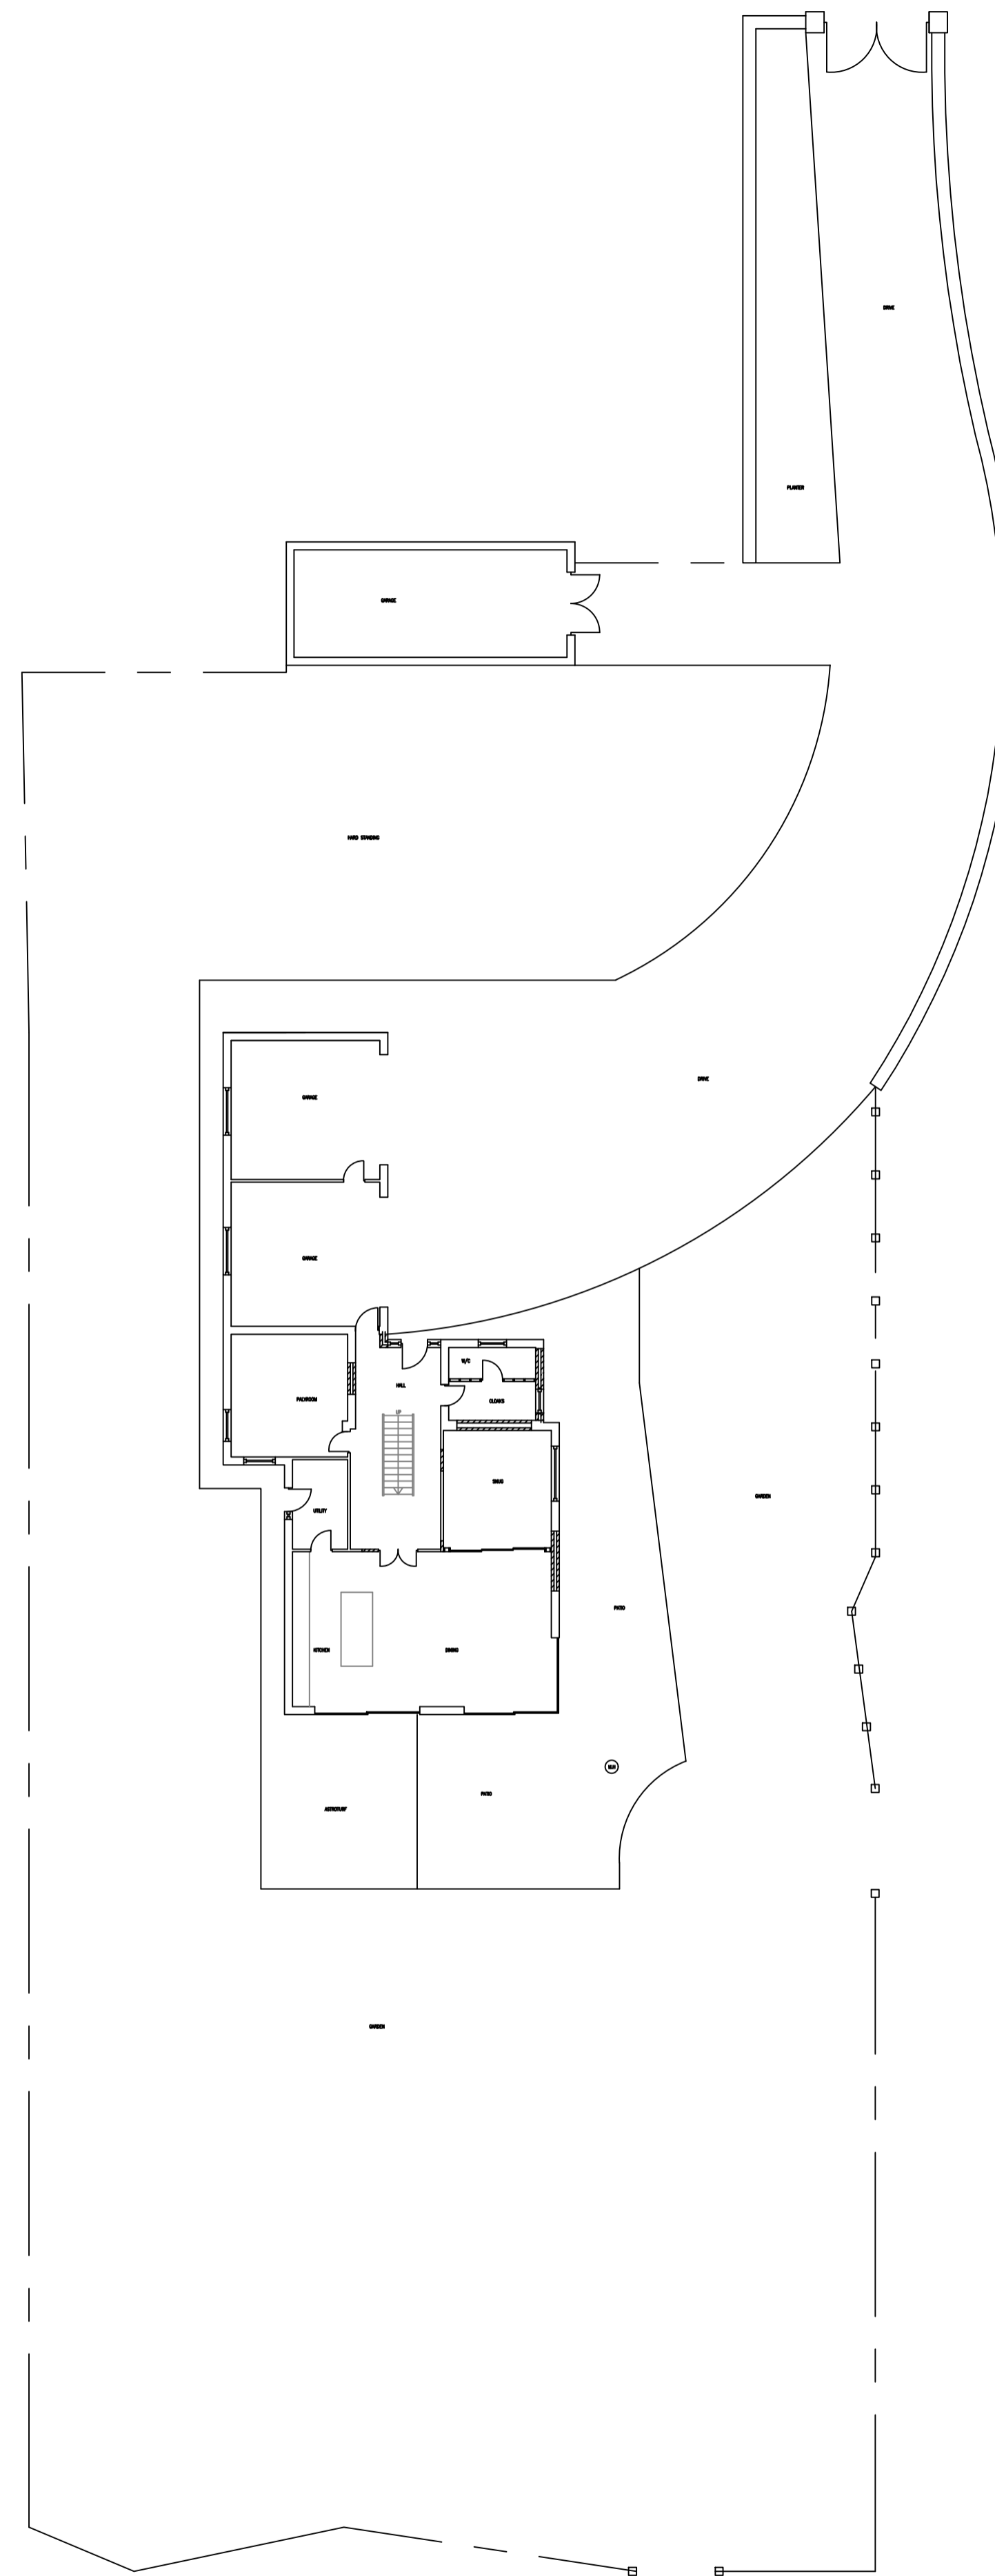 DRIVE
PLANTER
GARAGE
HARD STANDING
DRIVE
GARAGE
GARAGE
W/C
HALL
PALYROOM
CLOAKS
UP
SNUG
GARDEN
UTILITY
PATIO
KITCHEN
DINING
M.H
PATIO
ASTROTURF
GARDEN